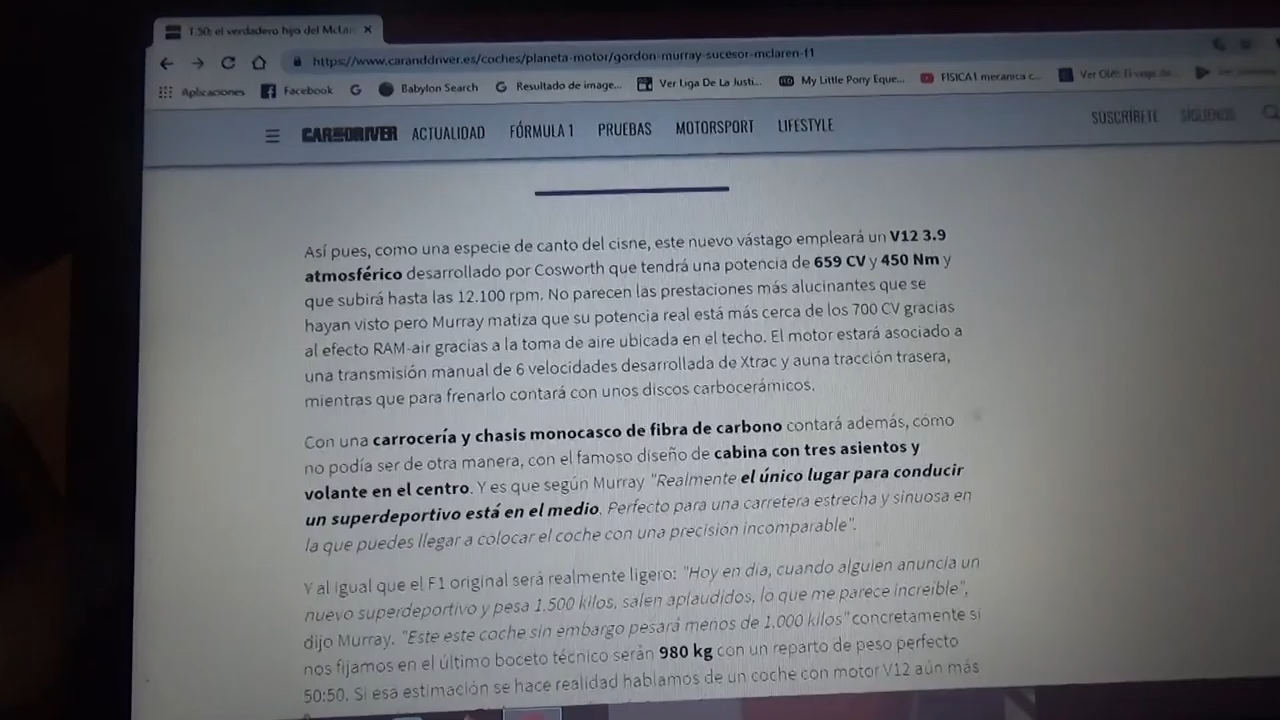 T.50: el verdadero hijo del McLar
https://www.caranddriver.es/coches/planeta-motor/gordon-murray-sucesor-mclaren-f1
Aplicaciones Facebook Babylon Search Resultado de image... Ver Liga De La Justi... My Little Pony Eque... FISICA I mecanica c...
CAR AND DRIVER ACTUALIDAD FÓRMULA 1 PRUEBAS MOTORSPORT LIFESTYLE SUSCRÍBETE SÍGUENOS
Así pues, como una especie de canto del cisne, este nuevo vástago empleará un V12 3.9
atmosférico desarrollado por Cosworth que tendrá una potencia de 659 CV y 450 Nm y
que subirá hasta las 12.100 rpm. No parecen las prestaciones más alucinantes que se
hayan visto pero Murray matiza que su potencia real está más cerca de los 700 CV gracias
al efecto RAM-air gracias a la toma de aire ubicada en el techo. El motor estará asociado a
una transmisión manual de 6 velocidades desarrollada de Xtrac y auna tracción trasera,
mientras que para frenarlo contará con unos discos carbocerámicos.
Con una carrocería y chasis monocasco de fibra de carbono contará además, cómo
no podía ser de otra manera, con el famoso diseño de cabina con tres asientos y
volante en el centro. Y es que según Murray "Realmente el único lugar para conducir
un superdeportivo está en el medio. Perfecto para una carretera estrecha y sinuosa en
la que puedes llegar a colocar el coche con una precisión incomparable".
Y al igual que el F1 original será realmente ligero: "Hoy en día, cuando alguien anuncia un
nuevo superdeportivo y pesa 1.500 kilos, salen aplaudidos, lo que me parece increíble",
dijo Murray. "Este este coche sin embargo pesará menos de 1.000 kilos" concretamente si
nos fijamos en el último boceto técnico serán 980 kg con un reparto de peso perfecto
50:50. Si esa estimación se hace realidad hablamos de un coche con motor V12 aún más